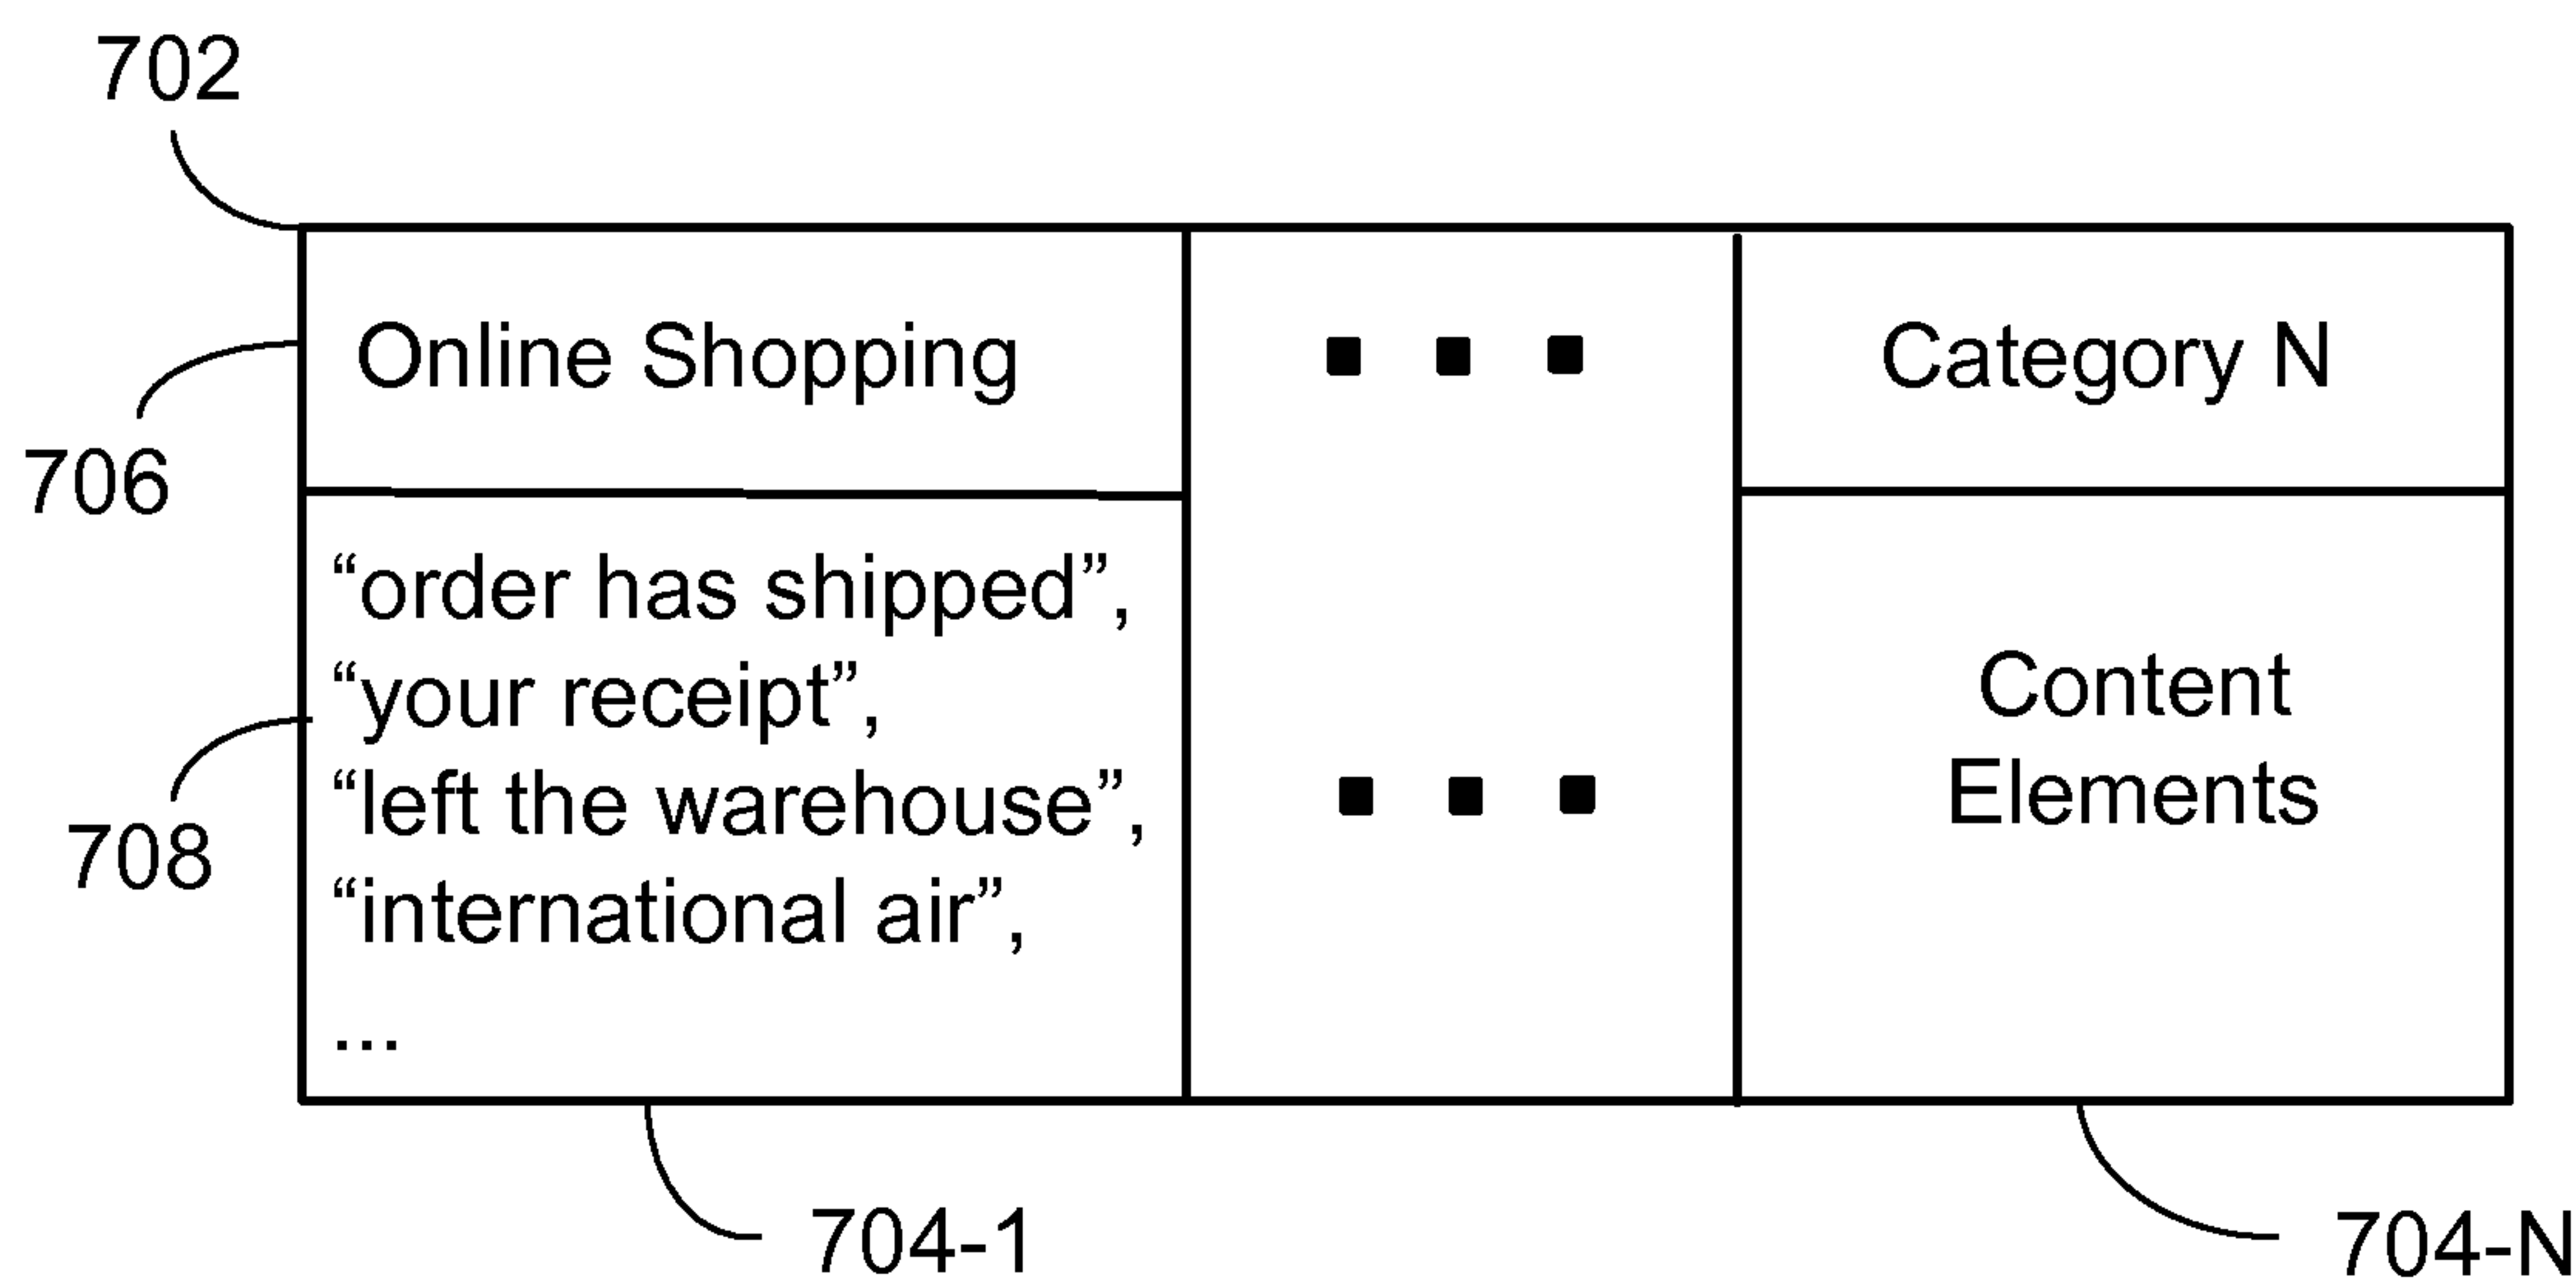 702
Online Shopping
Category N
706
“order has shipped”,
“your receipt”,
“left the warehouse”,
“international air”,
...
Content
Elements
708
704-1
704-N